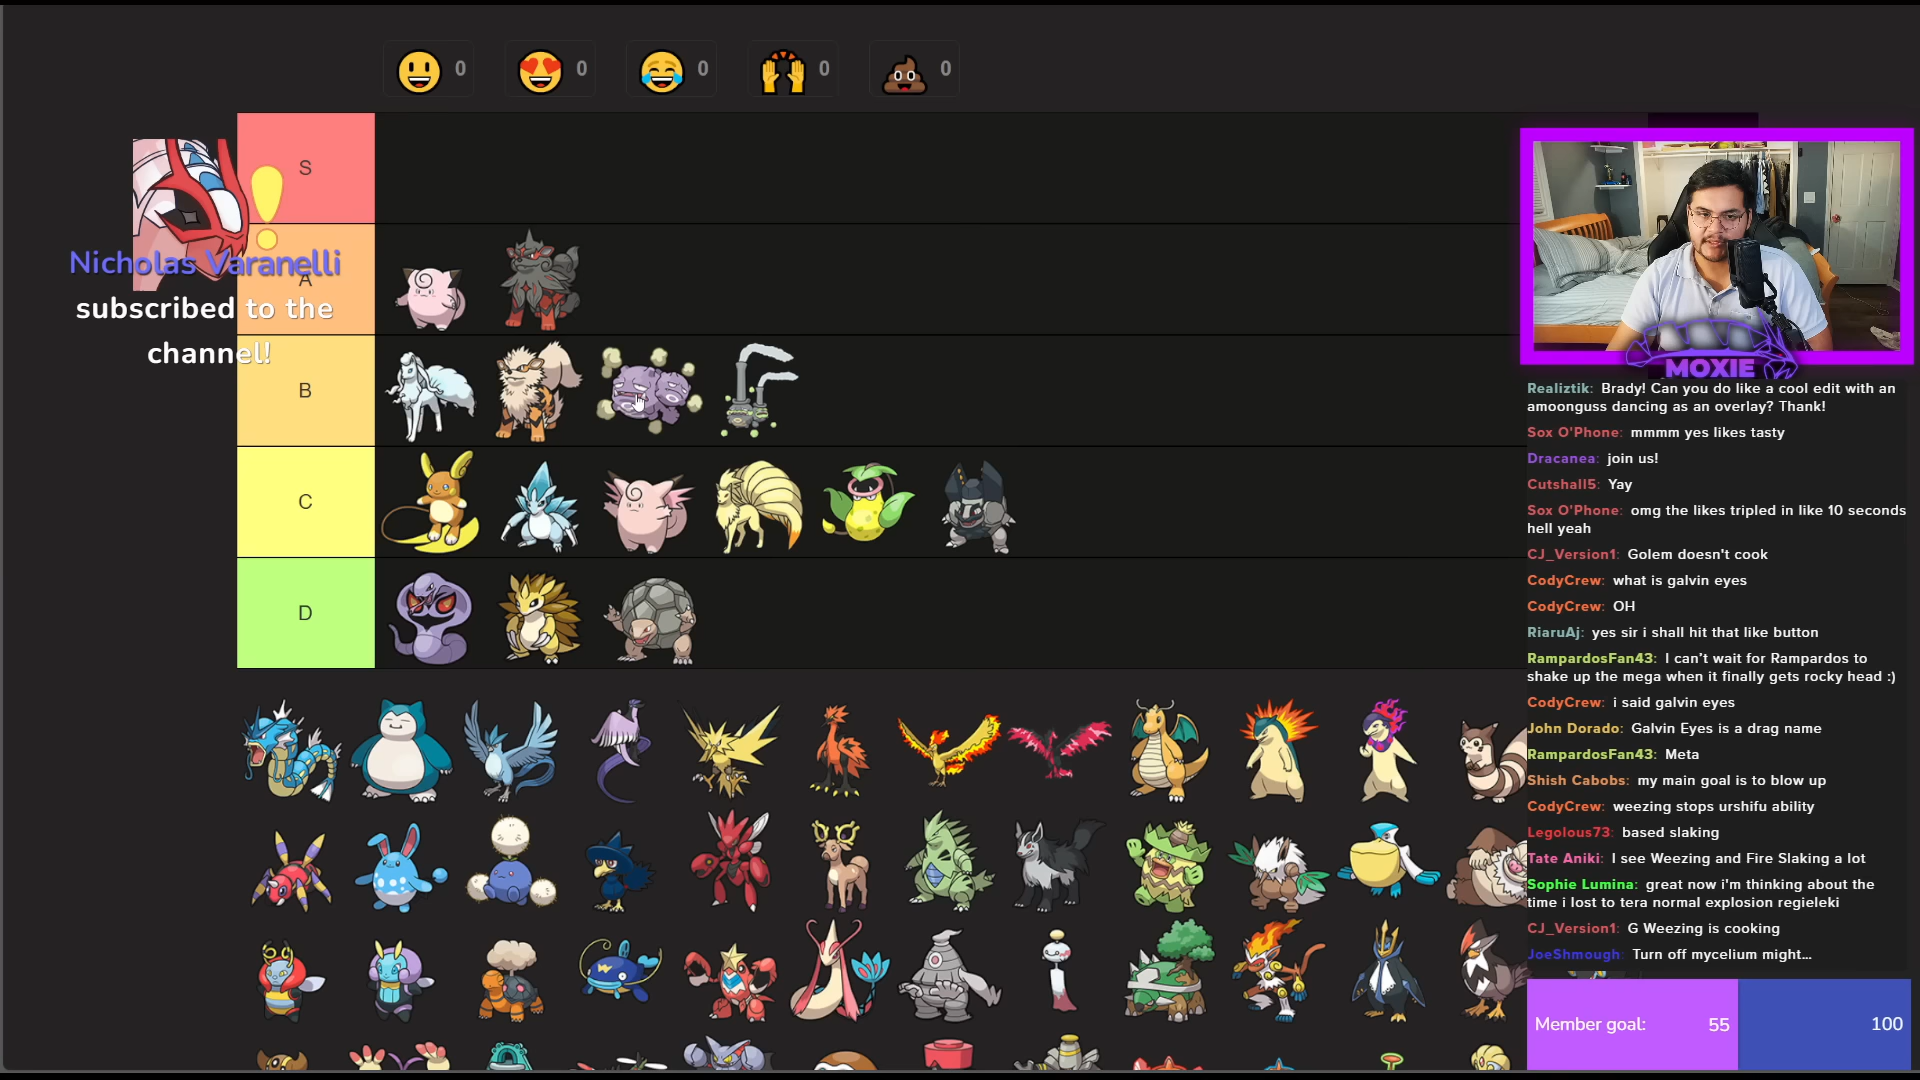 0
0
0
0
0
S
A
B
C
D
Nicholas Varanelli
subscribed to the
channel!
MOXIE
Realiztik: Brady! Can you do like a cool edit with an
amoonguss dancing as an overlay? Thank!
Sox O'Phone: mmmm yes likes tasty
Dracanea: join us!
Cutshall5: Yay
Sox O'Phone: omg the likes tripled in like 10 seconds
hell yeah
CJ_Version1: Golem doesn't cook
CodyCrew: what is galvin eyes
CodyCrew: OH
RiaruAj: yes sir i shall hit that like button
RampardosFan43: I can't wait for Rampardos to
shake up the mega when it finally gets rocky head :)
CodyCrew: i said galvin eyes
John Dorado: Galvin Eyes is a drag name
RampardosFan43: Meta
Shish Cabobs: my main goal is to blow up
CodyCrew: weezing stops urshifu ability
Legolous73: based slaking
Tate Aniki: I see Weezing and Fire Slaking a lot
Sophie Lumina: great now i'm thinking about the
time i lost to tera normal explosion regieleki
CJ_Version1: G Weezing is cooking
JoeShmough: Turn off mycelium might...
Member goal: 55 100